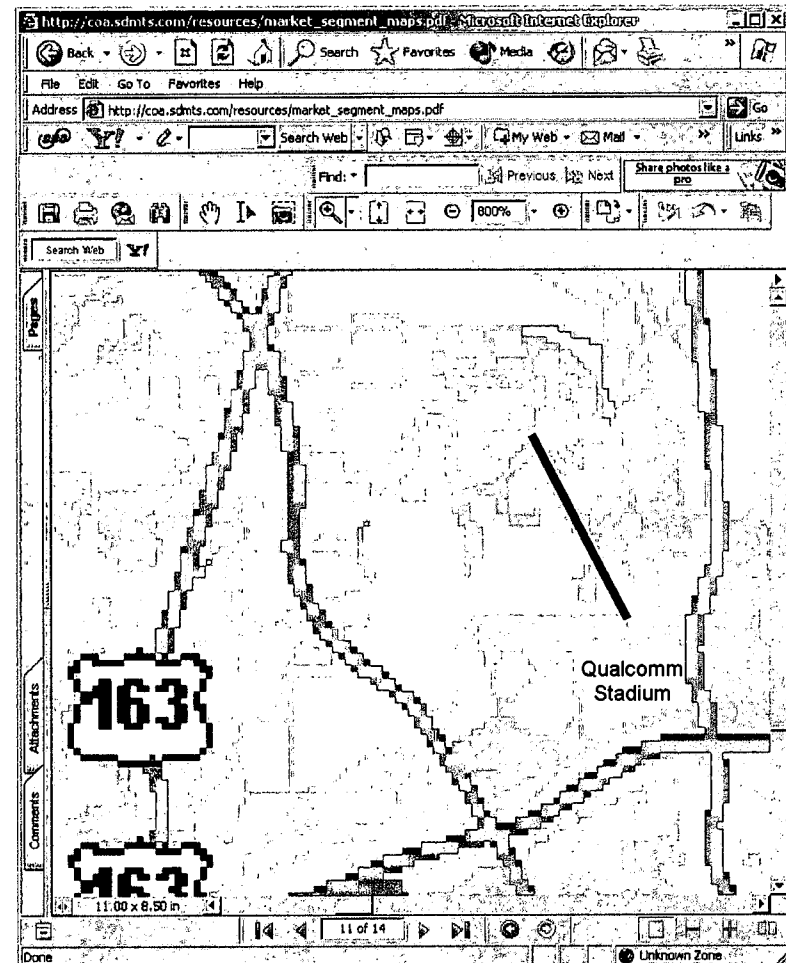 http://coa.sdmts.com/resources/market_segment_maps.pdf - Microsoft Internet Explorer
Back Search Favorites Media
File Edit Go To Favorites Help
Address http://coa.sdmts.com/resources/market_segment_maps.pdf Go
Y! Search Web My Web Mail Links
Find: Previous Next Share photos like a pro
800%
Search Web Y!
Pages
Qualcomm
Stadium
163
Attachments
Comments
163
11.00 x 8.50 in
11 of 14
Done Unknown Zone